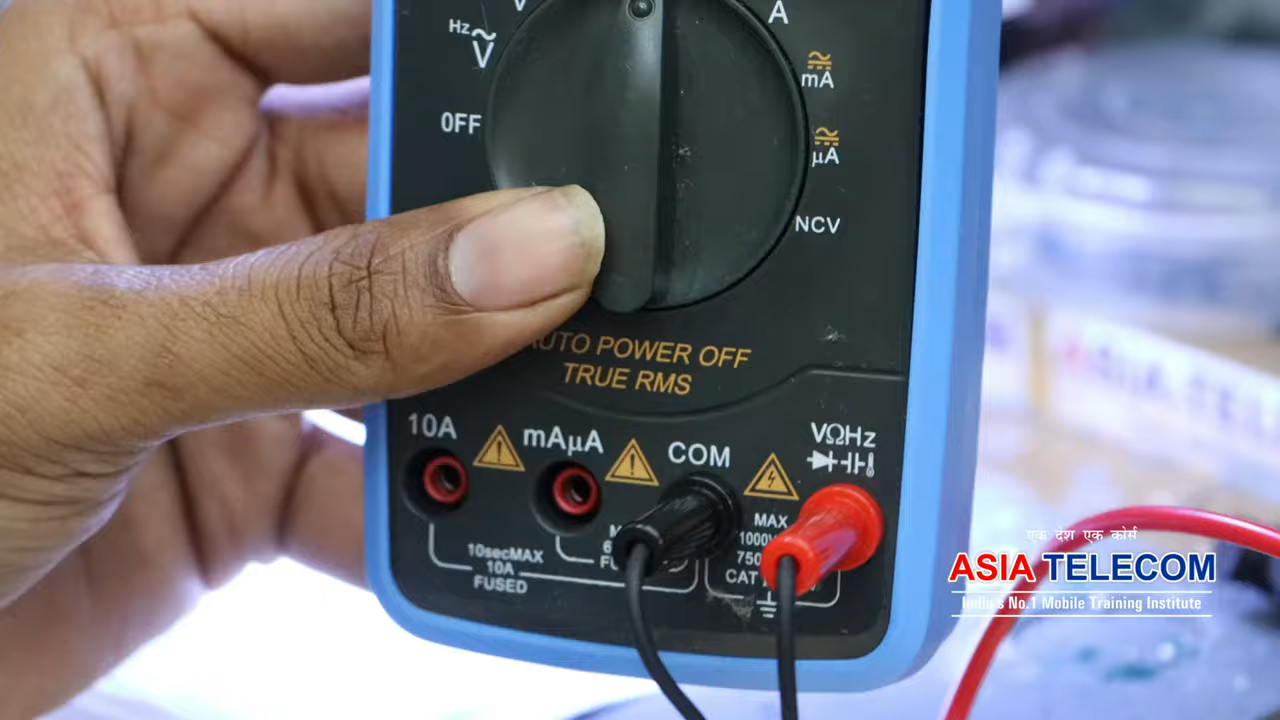 V
A
Hz
V
mA
OFF
μA
NCV
AUTO POWER OFF
TRUE RMS
10A
mAμA
COM
VΩHz
MAX
10secMAX
10A
FUSED
CAT
एक देश एक कोर्स
ASIA TELECOM
India's No.1 Mobile Training Institute